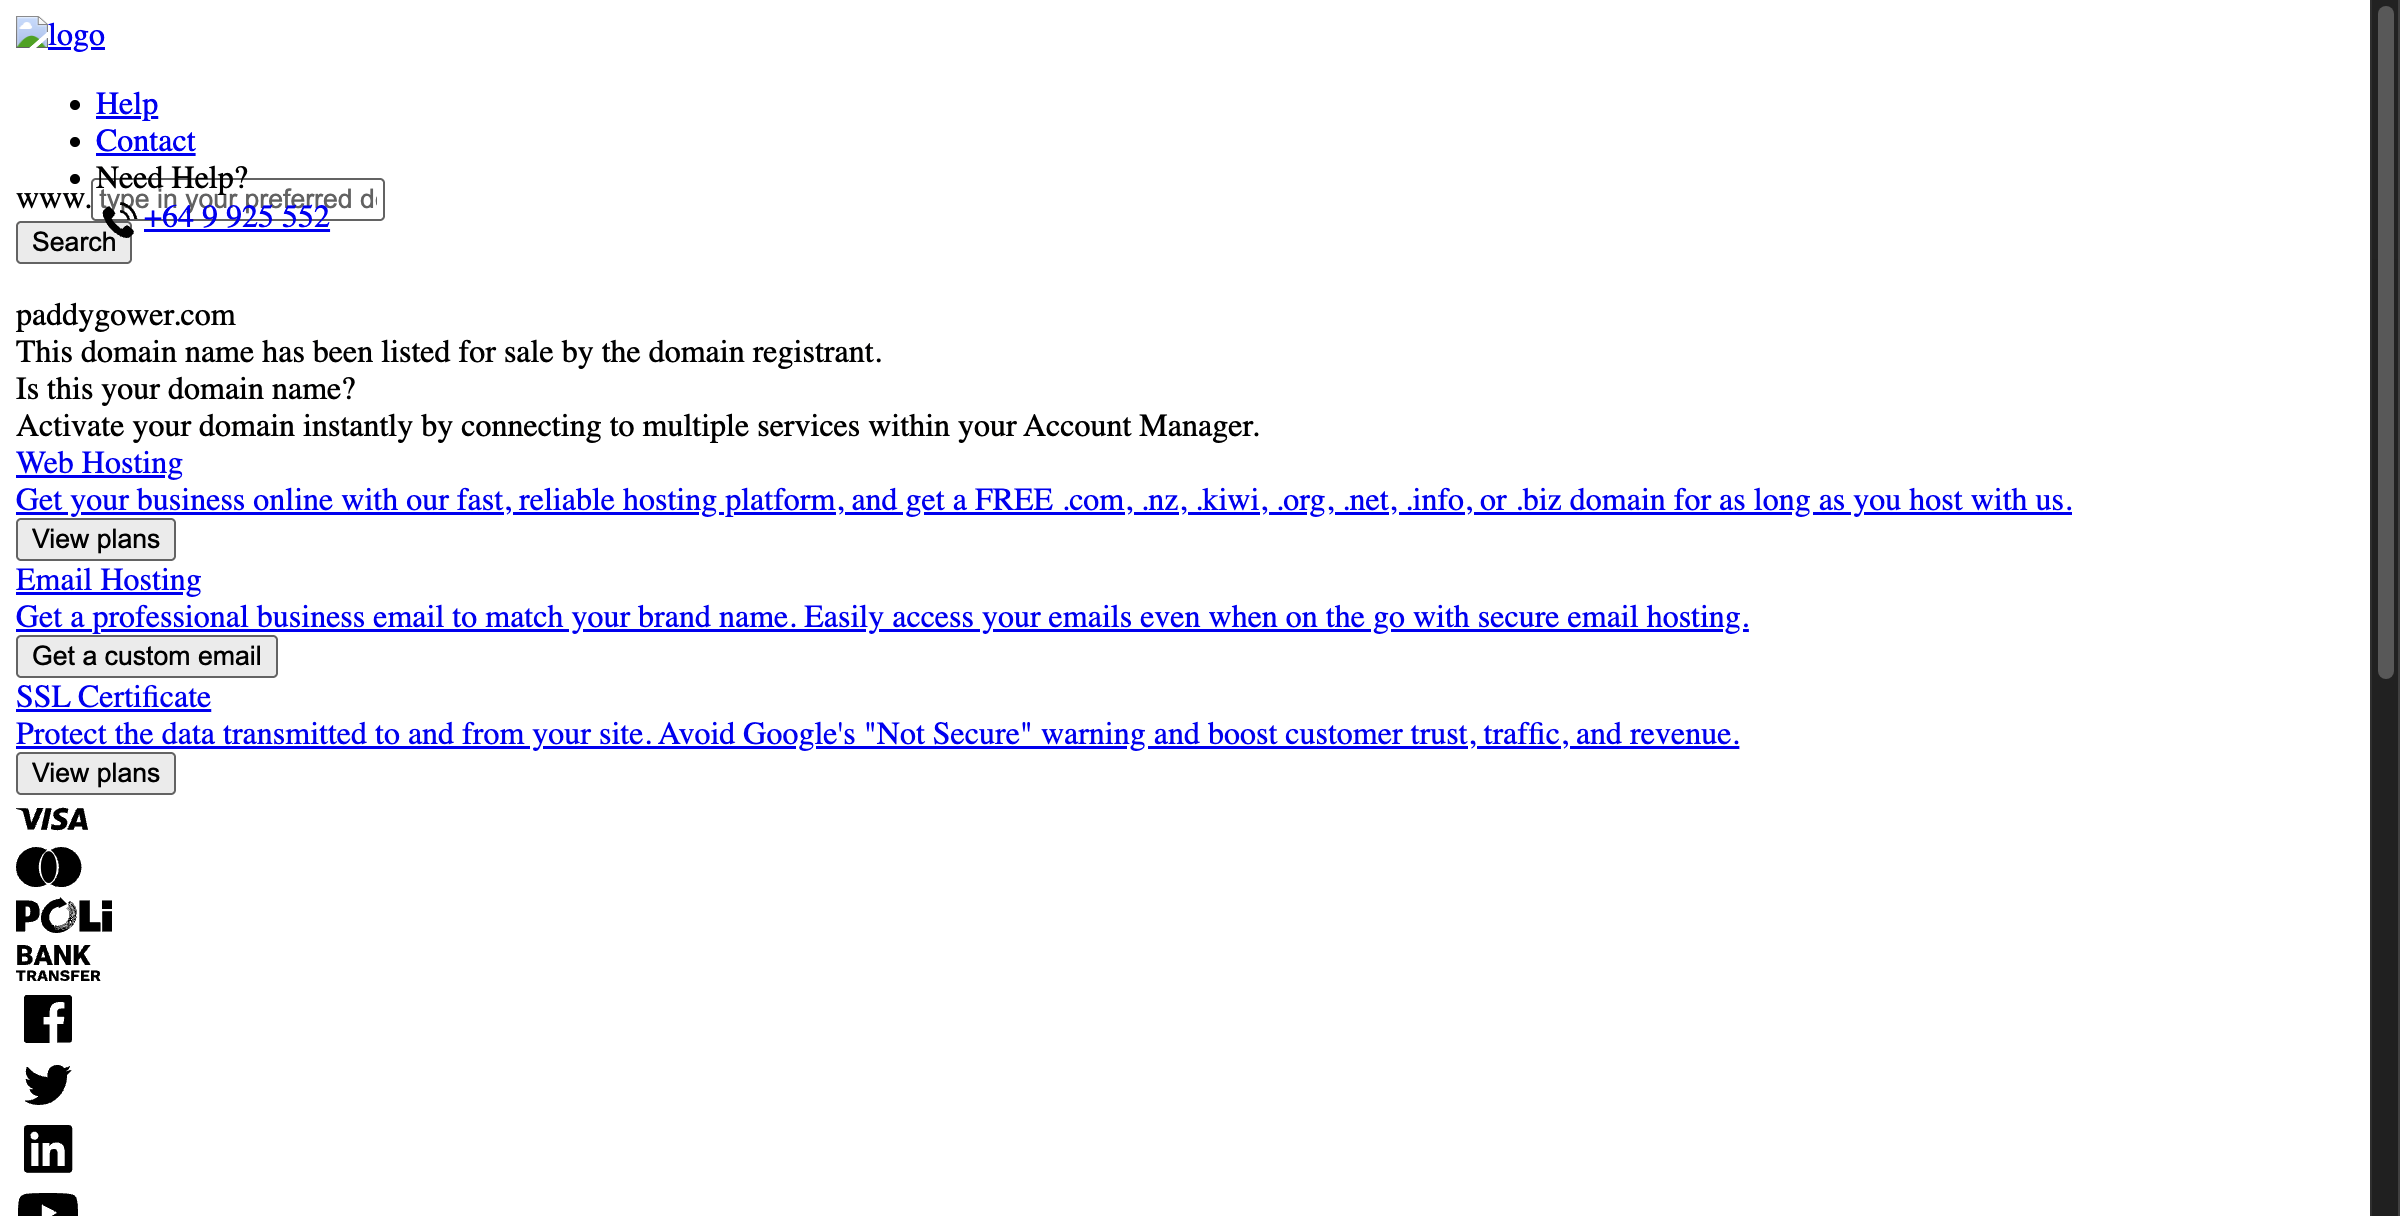 logo
Help
Contact
Need Help?
www. type in your preferred d
+64 9 925 552
Search
paddygower.com
This domain name has been listed for sale by the domain registrant.
Is this your domain name?
Activate your domain instantly by connecting to multiple services within your Account Manager.
Web Hosting
Get your business online with our fast, reliable hosting platform, and get a FREE .com, .nz, .kiwi, .org, .net, .info, or .biz domain for as long as you host with us.
View plans
Email Hosting
Get a professional business email to match your brand name. Easily access your emails even when on the go with secure email hosting.
Get a custom email
SSL Certificate
Protect the data transmitted to and from your site. Avoid Google's "Not Secure" warning and boost customer trust, traffic, and revenue.
View plans
VISA
POLi
BANK
TRANSFER